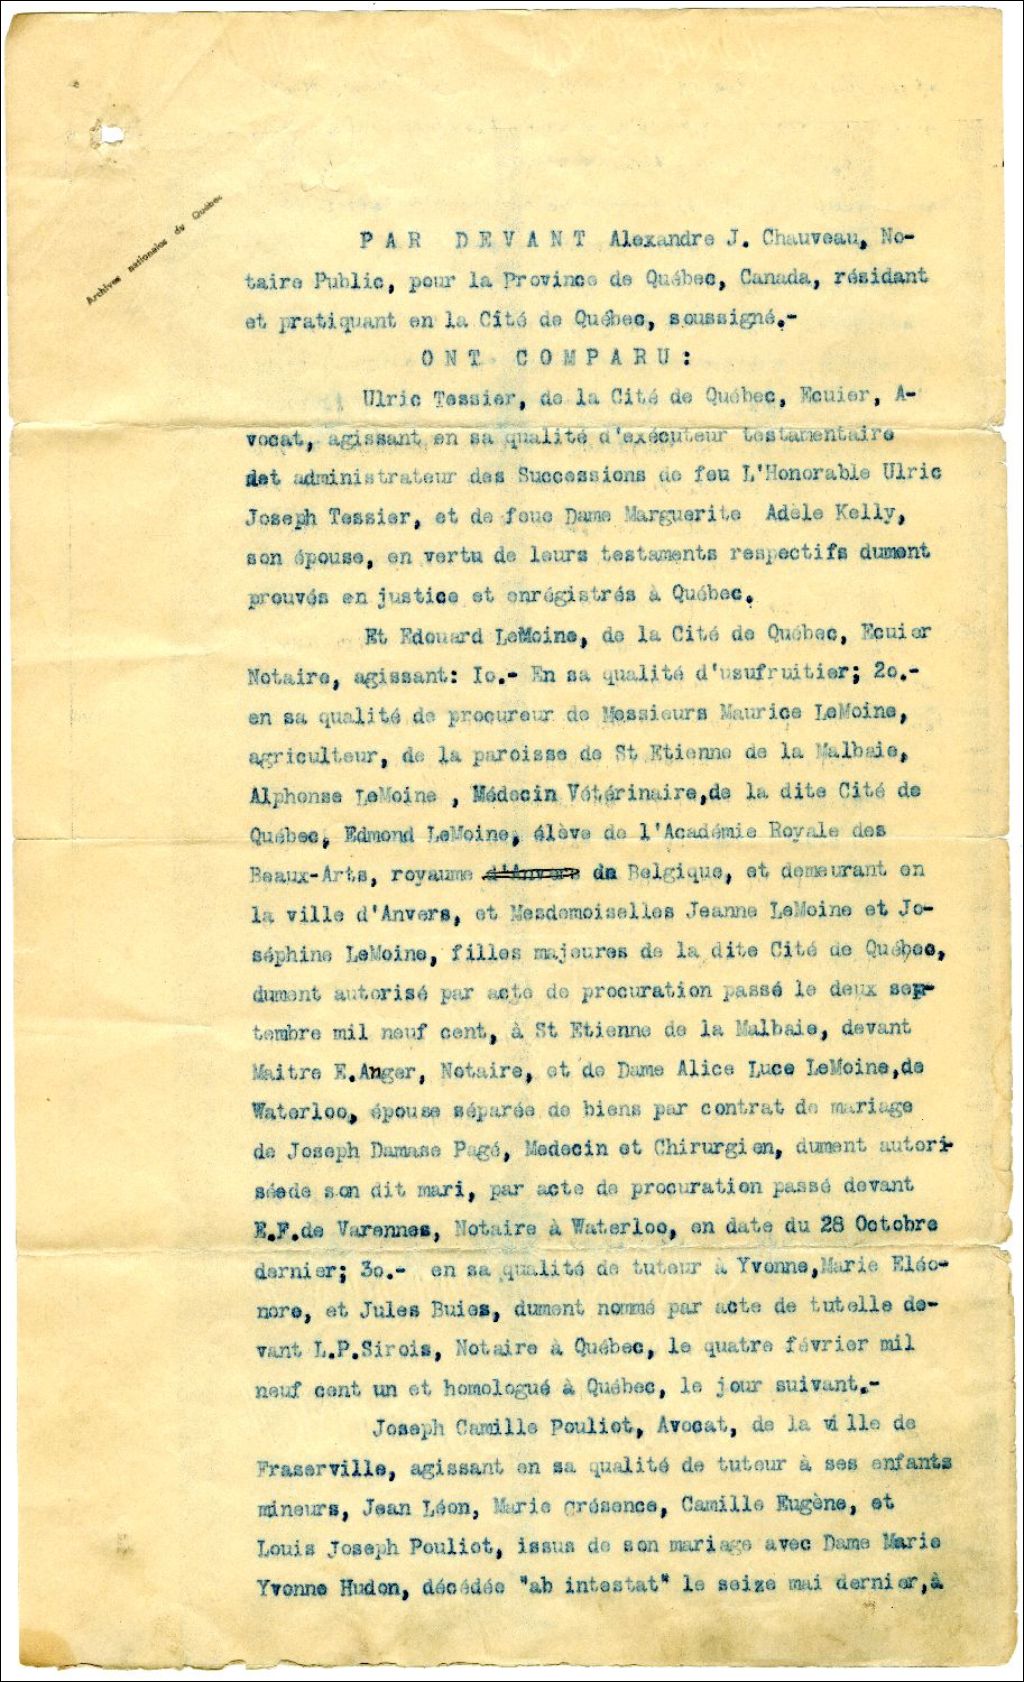 Archives nationales du Québec
PAR DEVANT Alexandre J. Chauveau, No-
taire Public, pour la Province de Québec, Canada, résidant
et pratiquant en la Cîté de Québec, soussigné.-
ONT COMPARU:
Ulric Tessier, de la Cité de Québec, Ecuier, A-
vocat, agissant en sa qualité d'exécuteur testamentaire
et administrateur des Successions de feu L'Honorable Ulric
Joseph Tessier, et de feue Dame Marguerite Adèle Kelly,
son épouse, en vertu de leurs testaments respectifs dument
prouvés en justice et enrégistrés à Québec.
Et Edouard LeMoine, de la Cité de Québec, Ecuier
Notaire, agissant: Io.- En sa qualité d'usufruitier; 2o.-
en sa qualité de procureur de Messieurs Maurice LeMoine,
agriculteur, de la paroisse de St Etienne de la Malbaie,
Alphonse LeMoine , Médecin Vétérinaire,de la dite Cité de
Québec, Edmond LeMoine, élève de l'Académie Royale des
Beaux-Arts, royaume d'Anvers de Belgique, et demeurant en
la ville d'Anvers, et Mesdemoiselles Jeanne LeMoine et Jo-
séphine LeMoine, filles majeures de la dite Cité de Québec,
dument autorisé par acte de procuration passé le deux sep-
tembre mil neuf cent, à St Etienne de la Malbaie, devant
Maitre E.Anger, Notaire, et de Dame Alice Luce LeMoine,de
Waterloo, épouse séparée de biens par contrat de mariage
de Joseph Damase Pagé, Medecin et Chirurgien, dument autori-
séede son dit mari, par acte de procuration passé devant
E.F.de Varennes, Notaire à Waterloo, en date du 28 Octobre
dernier; 3o.- en sa qualité de tuteur à Yvonne,Marie Eléo-
nore, et Jules Buies, dument nommé par acte de tutelle de-
vant L.P.Sirois, Notaire à Québec, le quatre février mil
neuf cent un et homologué à Québec, le jour suivant.-
Joseph Camille Pouliot, Avocat, de la ville de
Fraserville, agissant en sa qualité de tuteur à ses enfants
mineurs, Jean Léon, Marie Crésence, Camille Eugène, et
Louis Joseph Pouliot, issus de son mariage avec Dame Marie
Yvonne Hudon, décédée "ab intestat" le seize mai dernier,à